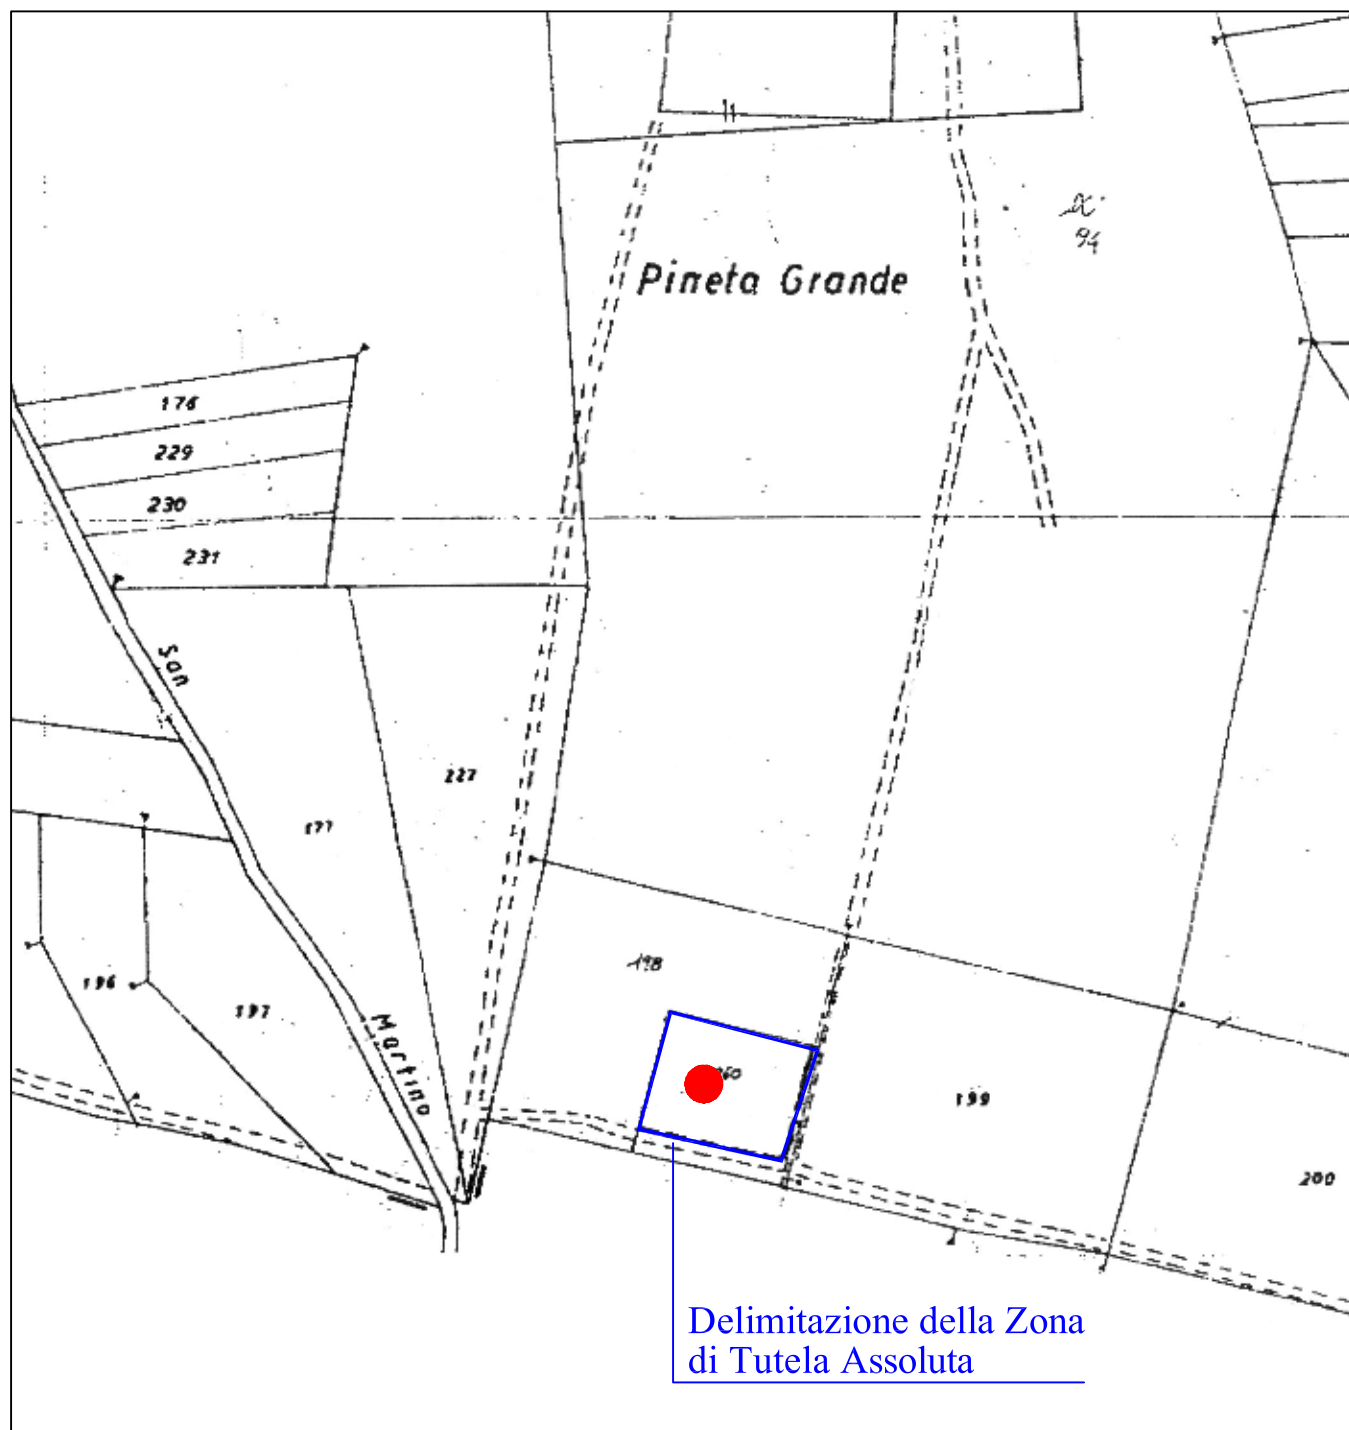 94
Pineta Grande
176
229
230
231
San
227
177
198
196
197
Martino
199
200
Delimitazione della Zona
di Tutela Assoluta